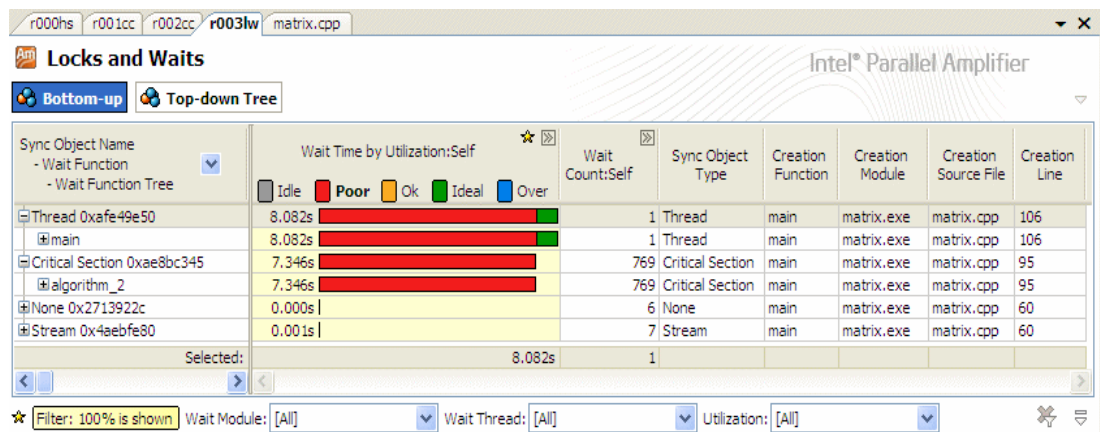 r000hs r001cc r002cc r003lw matrix.cpp
Am Locks and Waits
Intel® Parallel Amplifier
Bottom-up Top-down Tree
Sync Object Name
- Wait Function
- Wait Function Tree
Wait Time by Utilization:Self
Idle Poor Ok Ideal Over
Wait Count:Self
Sync Object Type
Creation Function
Creation Module
Creation Source File
Creation Line
Thread 0xafe49e50 8.082s 1 Thread main matrix.exe matrix.cpp 106
main 8.082s 1 Thread main matrix.exe matrix.cpp 106
Critical Section 0xae8bc345 7.346s 769 Critical Section main matrix.exe matrix.cpp 95
algorithm_2 7.346s 769 Critical Section main matrix.exe matrix.cpp 95
None 0x2713922c 0.000s 6 None main matrix.exe matrix.cpp 60
Stream 0x4aebfe80 0.001s 7 Stream main matrix.exe matrix.cpp 60
Selected: 8.082s 1
Filter: 100% is shown Wait Module: [All] Wait Thread: [All] Utilization: [All]